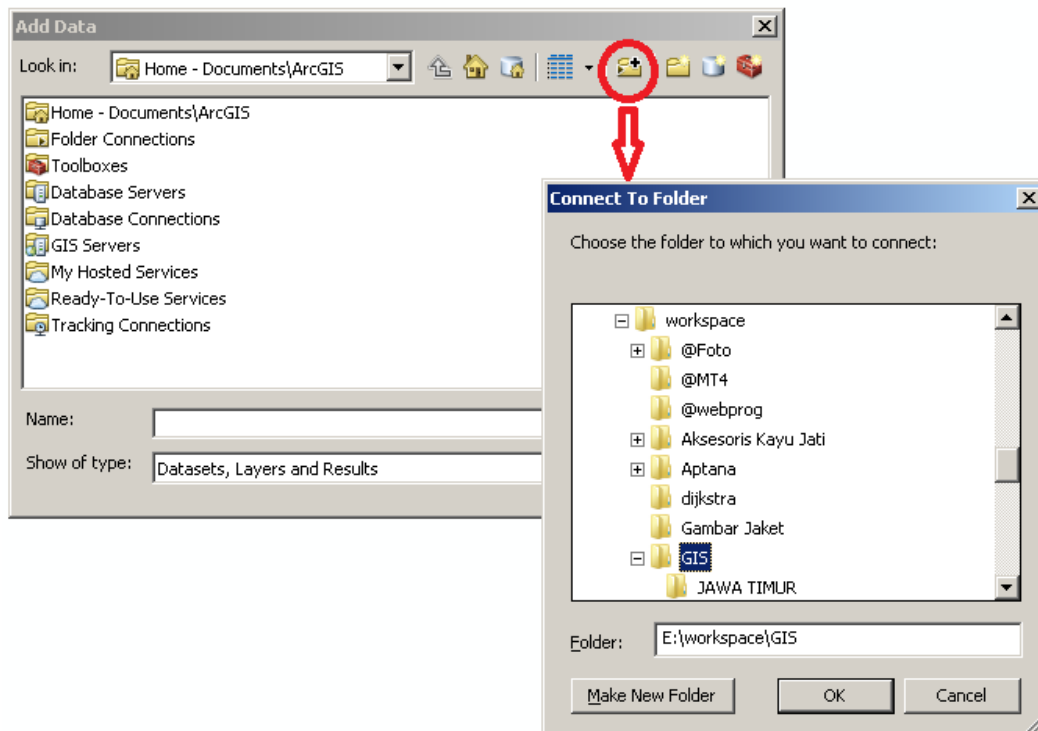 Add Data
Look in:
Home - Documents\ArcGIS
Home - Documents\ArcGIS
Folder Connections
Toolboxes
Database Servers
Database Connections
GIS Servers
My Hosted Services
Ready-To-Use Services
Tracking Connections
Name:
Show of type:
Datasets, Layers and Results
Connect To Folder
Choose the folder to which you want to connect:
workspace
@Foto
@MT4
@webprog
Aksesoris Kayu Jati
Aptana
dijkstra
Gambar Jaket
GIS
JAWA TIMUR
Folder:
E:\workspace\GIS
Make New Folder
OK
Cancel